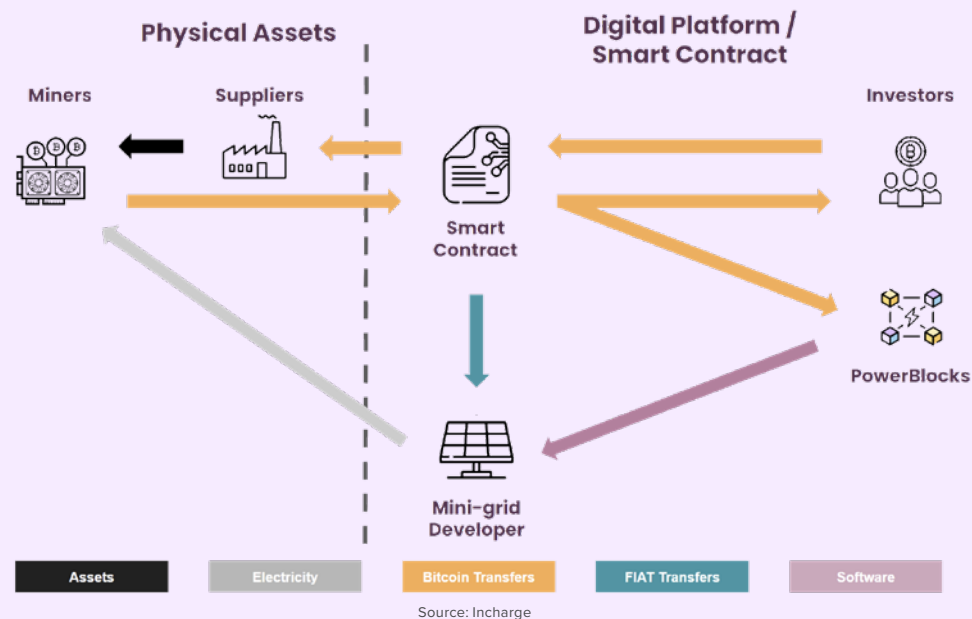 Physical Assets
Digital Platform /
Smart Contract
Miners
Suppliers
Investors
Smart
Contract
PowerBlocks
Mini-grid
Developer
Assets
Electricity
Bitcoin Transfers
FIAT Transfers
Software
Source: Incharge